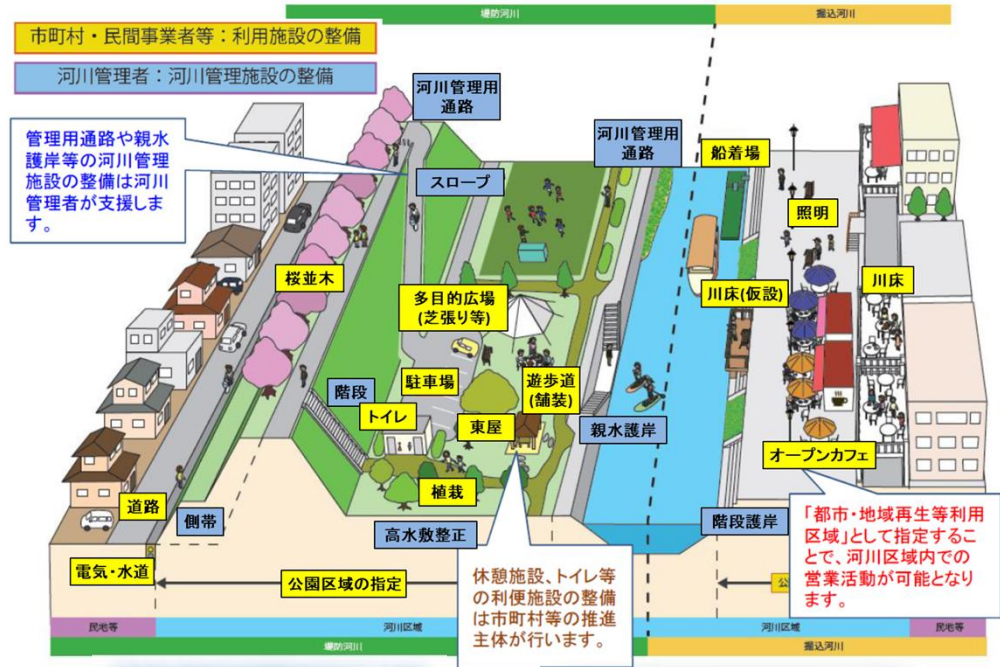 堤防河川
掘込河川
市町村・民間事業者等：利用施設の整備
河川管理者：河川管理施設の整備
河川管理用
通路
管理用通路や親水
護岸等の河川管理
施設の整備は河川
管理者が支援しま
す。
河川管理用
通路
船着場
スロープ
照明
桜並木
多目的広場
(芝張り等)
川床(仮設)
川床
階段
駐車場
遊歩道
(舗装)
トイレ
東屋
親水護岸
オープンカフェ
植栽
道路
側帯
高水敷整正
階段護岸
「都市・地域再生等利用
区域」として指定するこ
とで、河川区域内での
営業活動が可能となり
ます。
電気・水道
公園区域の指定
休憩施設、トイレ等
の利便施設の整備
は市町村等の推進
主体が行います。
公
民地等
河川区域
河川区域
民地等
堤防河川
掘込河川